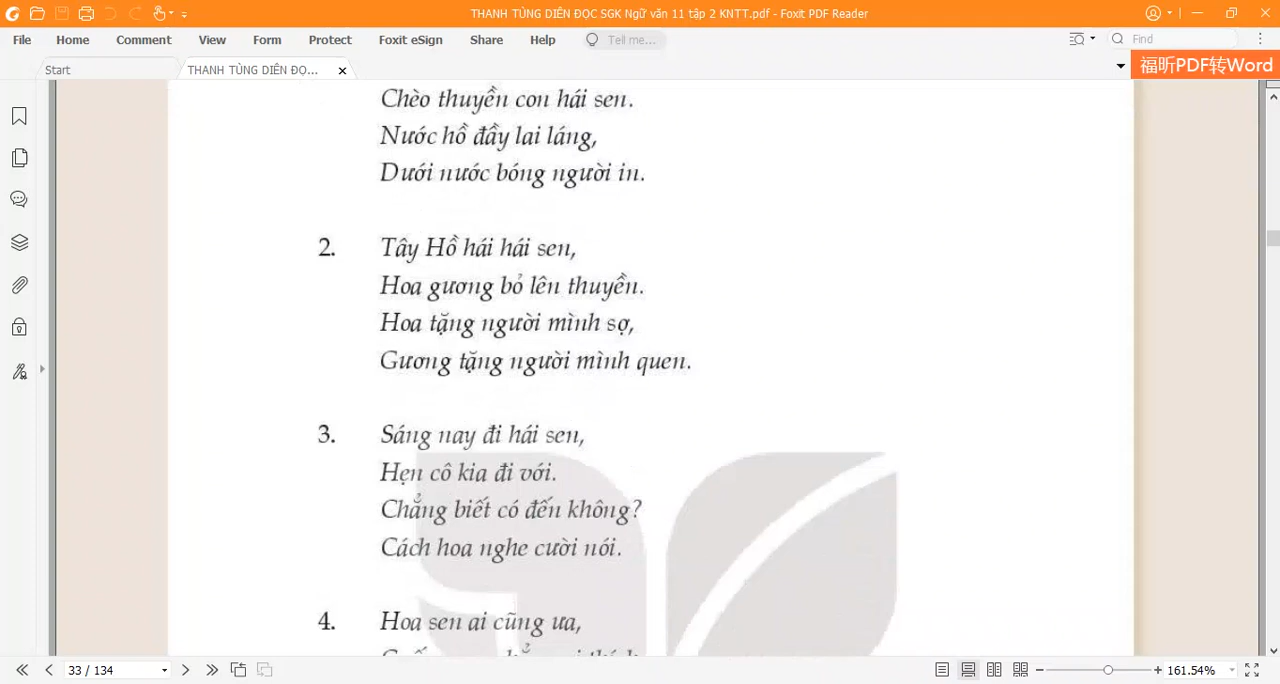 THANH TÙNG DIỄN ĐỌC SGK Ngữ văn 11 tập 2 KNTT.pdf - Foxit PDF Reader
File Home Comment View Form Protect Foxit eSign Share Help Tell me... Find
Start THANH TÙNG DIỄN ĐỌ... 福昕PDF转Word
Chèo thuyền con hái sen.
Nước hồ đầy lai láng,
Dưới nước bóng người in.
2. Tây Hồ hái hái sen,
Hoa gương bỏ lên thuyền.
Hoa tặng người mình sợ,
Gương tặng người mình quen.
3. Sáng nay đi hái sen,
Hẹn cô kia đi với.
Chẳng biết có đến không?
Cách hoa nghe cười nói.
4. Hoa sen ai cũng ưa,
33 / 134 161.54%